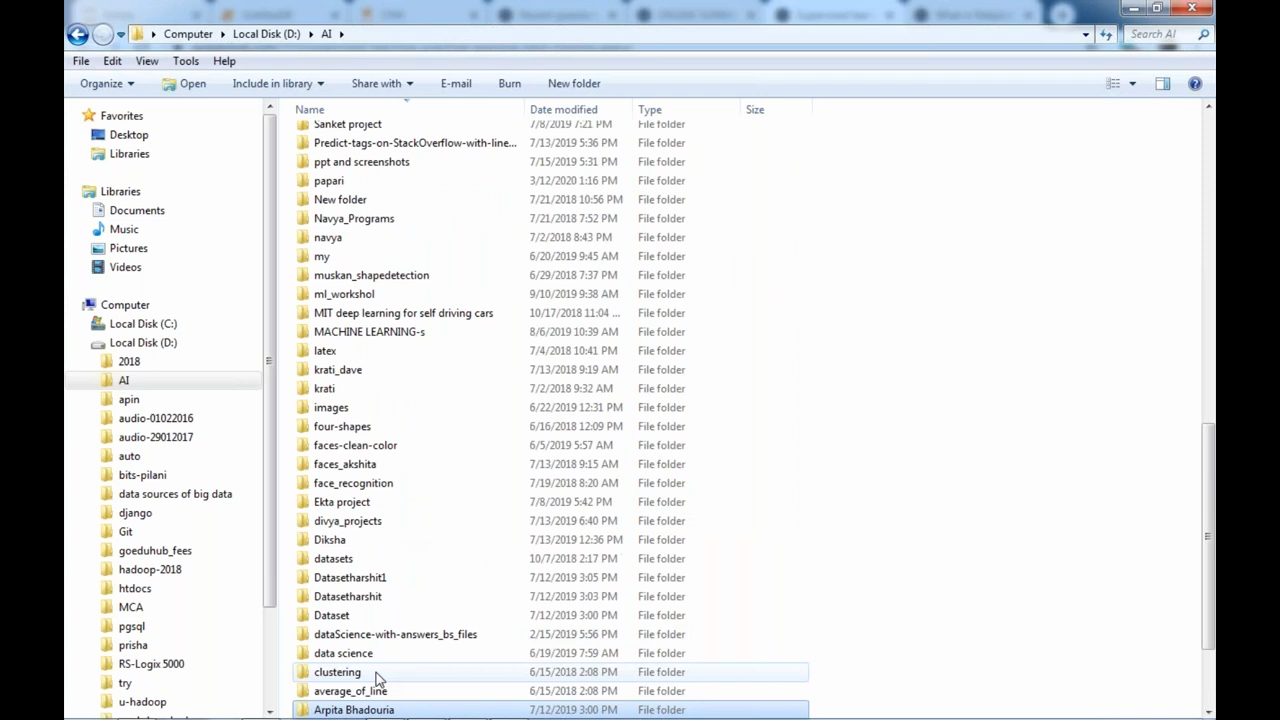 Computer ▸ Local Disk (D:) ▸ AI ▸ Search AI
File Edit View Tools Help
Organize Open Include in library Share with E-mail Burn New folder
Favorites
Desktop
Libraries
Libraries
Documents
Music
Pictures
Videos
Computer
Local Disk (C:)
Local Disk (D:)
2018
AI
apin
audio-01022016
audio-29012017
auto
bits-pilani
data sources of big data
django
Git
goeduhub_fees
hadoop-2018
htdocs
MCA
pgsql
prisha
RS-Logix 5000
try
u-hadoop
Name Date modified Type Size
Sanket project 7/8/2019 7:21 PM File folder
Predict-tags-on-StackOverflow-with-line... 7/13/2019 5:36 PM File folder
ppt and screenshots 7/15/2019 5:31 PM File folder
papari 3/12/2020 1:16 PM File folder
New folder 7/21/2018 10:56 PM File folder
Navya_Programs 7/21/2018 7:52 PM File folder
navya 7/2/2018 8:43 PM File folder
my 6/20/2019 9:45 AM File folder
muskan_shapedetection 6/29/2018 7:37 PM File folder
ml_workshol 9/10/2019 9:38 AM File folder
MIT deep learning for self driving cars 10/17/2018 11:04 ... File folder
MACHINE LEARNING-s 8/6/2019 10:39 AM File folder
latex 7/4/2018 10:41 PM File folder
krati_dave 7/13/2018 9:19 AM File folder
krati 7/2/2018 9:32 AM File folder
images 6/22/2019 12:31 PM File folder
four-shapes 6/16/2018 12:09 PM File folder
faces-clean-color 6/5/2019 5:57 AM File folder
faces_akshita 7/13/2018 9:15 AM File folder
face_recognition 7/19/2018 8:20 AM File folder
Ekta project 7/8/2019 5:42 PM File folder
divya_projects 7/13/2019 6:40 PM File folder
Diksha 7/13/2019 12:36 PM File folder
datasets 10/7/2018 2:17 PM File folder
Datasetharshit1 7/12/2019 3:05 PM File folder
Datasetharshit 7/12/2019 3:03 PM File folder
Dataset 7/12/2019 3:00 PM File folder
dataScience-with-answers_bs_files 2/15/2019 5:56 PM File folder
data science 6/19/2019 7:59 AM File folder
clustering 6/15/2018 2:08 PM File folder
average_of_line 6/15/2018 2:08 PM File folder
Arpita Bhadouria 7/12/2019 3:00 PM File folder